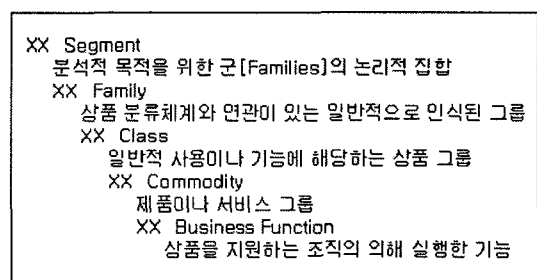 XX Segment
분석적 목적을 위한 군[Families]의 논리적 집합
XX Family
상품 분류체계와 연관이 있는 일반적으로 인식된 그룹
XX Class
일반적 사용이나 기능에 해당하는 상품 그룹
XX Commodity
제품이나 서비스 그룹
XX Business Function
상품을 지원하는 조직의 의해 실행한 기능